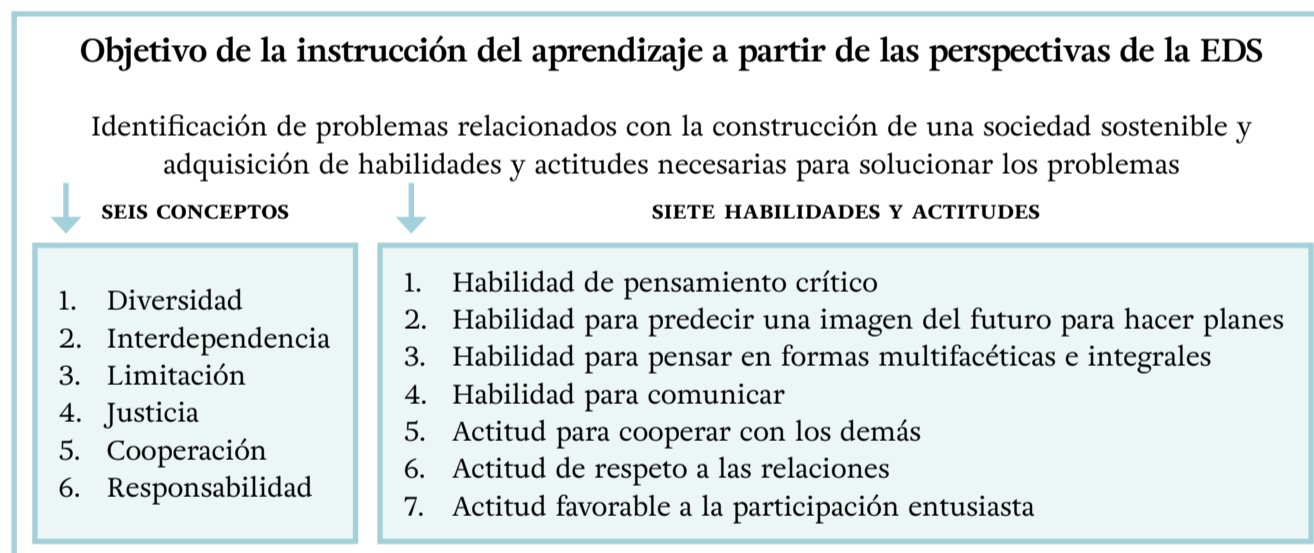 Objetivo de la instrucción del aprendizaje a partir de las perspectivas de la EDS
Identificación de problemas relacionados con la construcción de una sociedad sostenible y
adquisición de habilidades y actitudes necesarias para solucionar los problemas
SEIS CONCEPTOS
1. Diversidad
2. Interdependencia
3. Limitación
4. Justicia
5. Cooperación
6. Responsabilidad
SIETE HABILIDADES Y ACTITUDES
1. Habilidad de pensamiento crítico
2. Habilidad para predecir una imagen del futuro para hacer planes
3. Habilidad para pensar en formas multifacéticas e integrales
4. Habilidad para comunicar
5. Actitud para cooperar con los demás
6. Actitud de respeto a las relaciones
7. Actitud favorable a la participación entusiasta